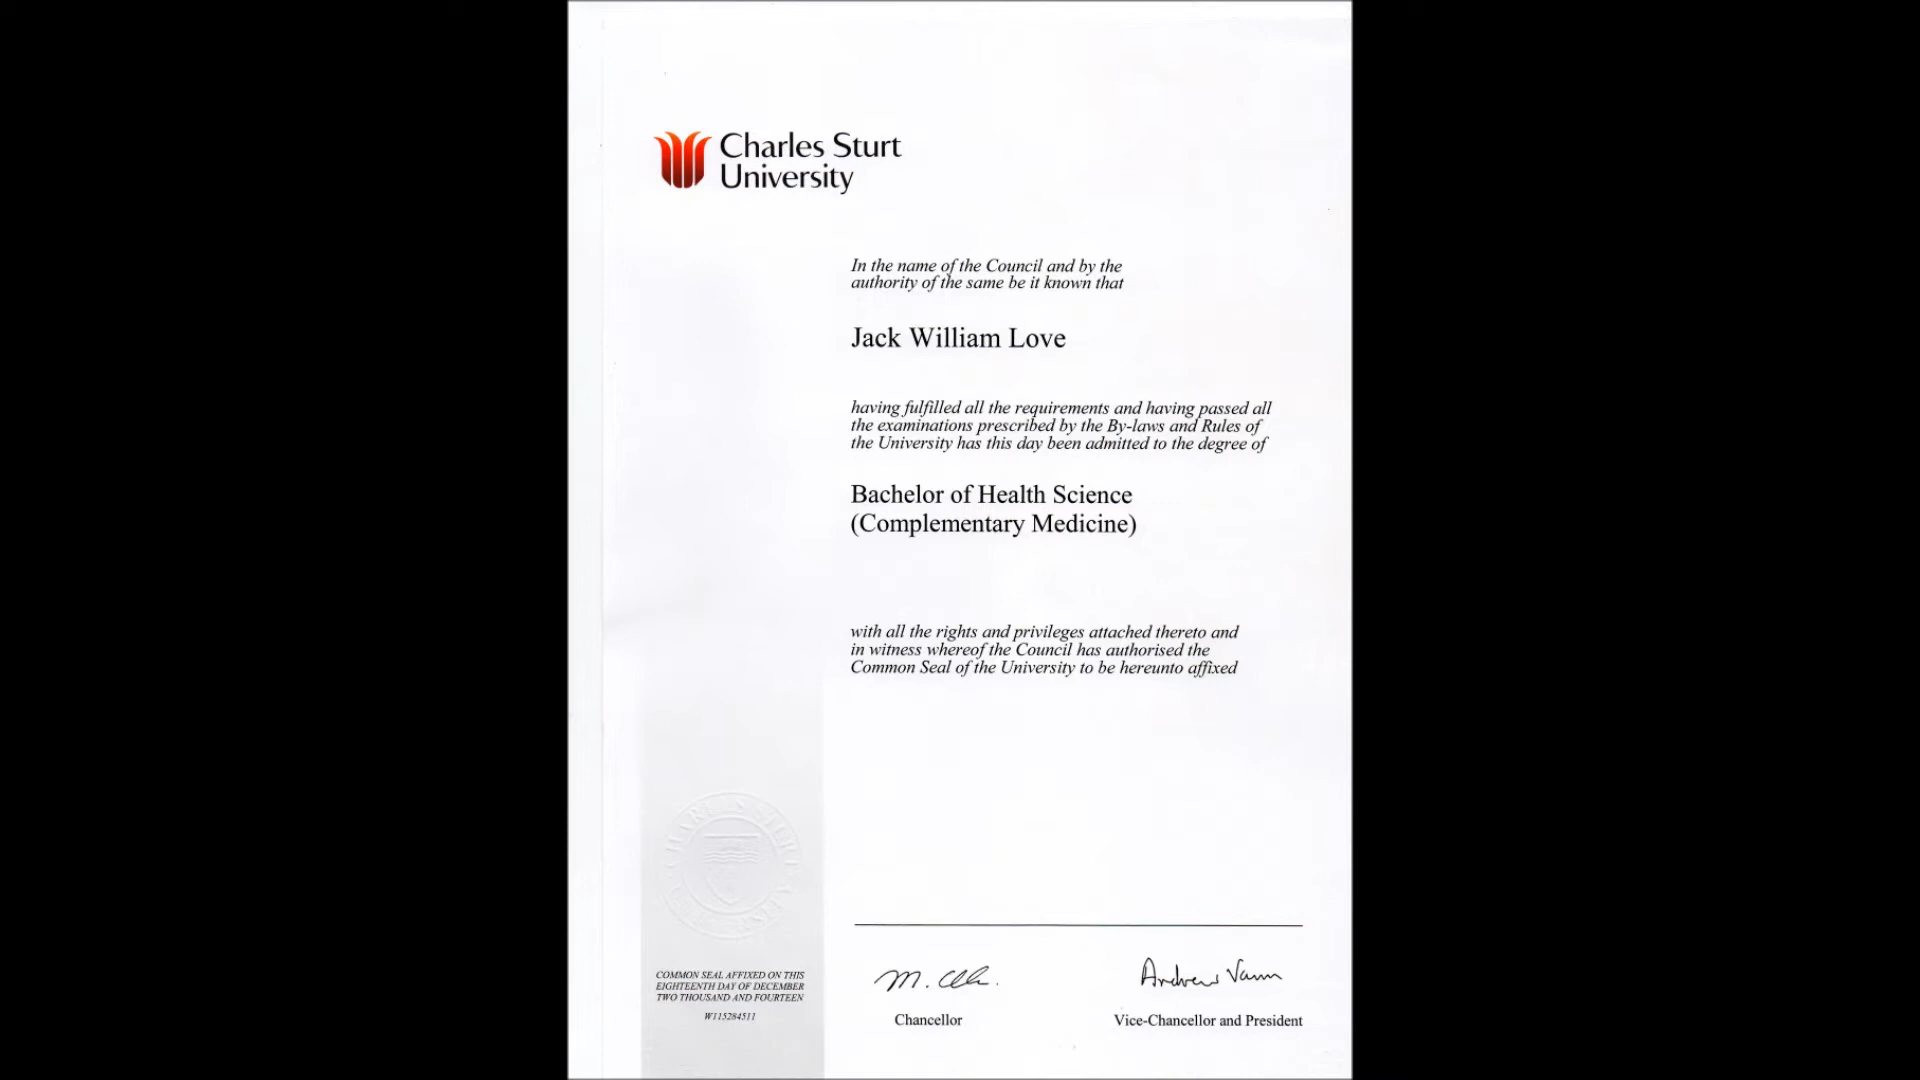 Charles Sturt
University
In the name of the Council and by the
authority of the same be it known that
Jack William Love
having fulfilled all the requirements and having passed all
the examinations prescribed by the By-laws and Rules of
the University has this day been admitted to the degree of
Bachelor of Health Science
(Complementary Medicine)
with all the rights and privileges attached thereto and
in witness whereof the Council has authorised the
Common Seal of the University to be hereunto affixed
COMMON SEAL AFFIXED ON THIS
EIGHTEENTH DAY OF DECEMBER
TWO THOUSAND AND FOURTEEN
W115284511
Andrew Vann
Chancellor
Vice-Chancellor and President